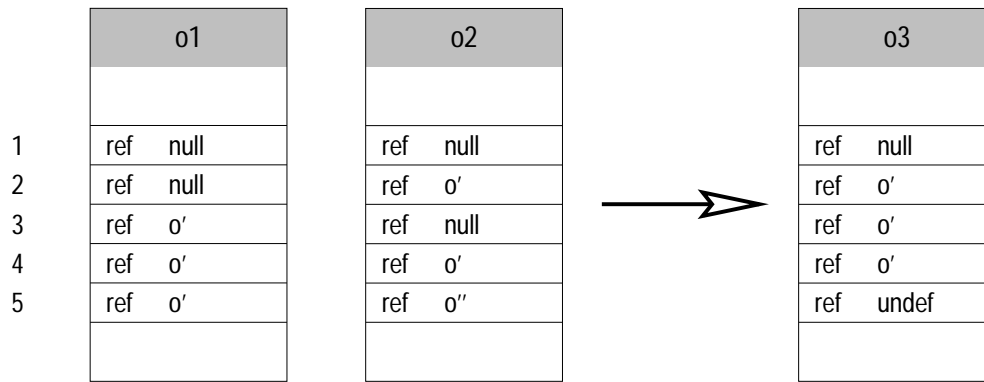 o1 o2 o3
1 ref null ref null ref null
2 ref null ref o′ ref o′
3 ref o′ ref null ref o′
4 ref o′ ref o′ ref o′
5 ref o′ ref o′′ ref undef